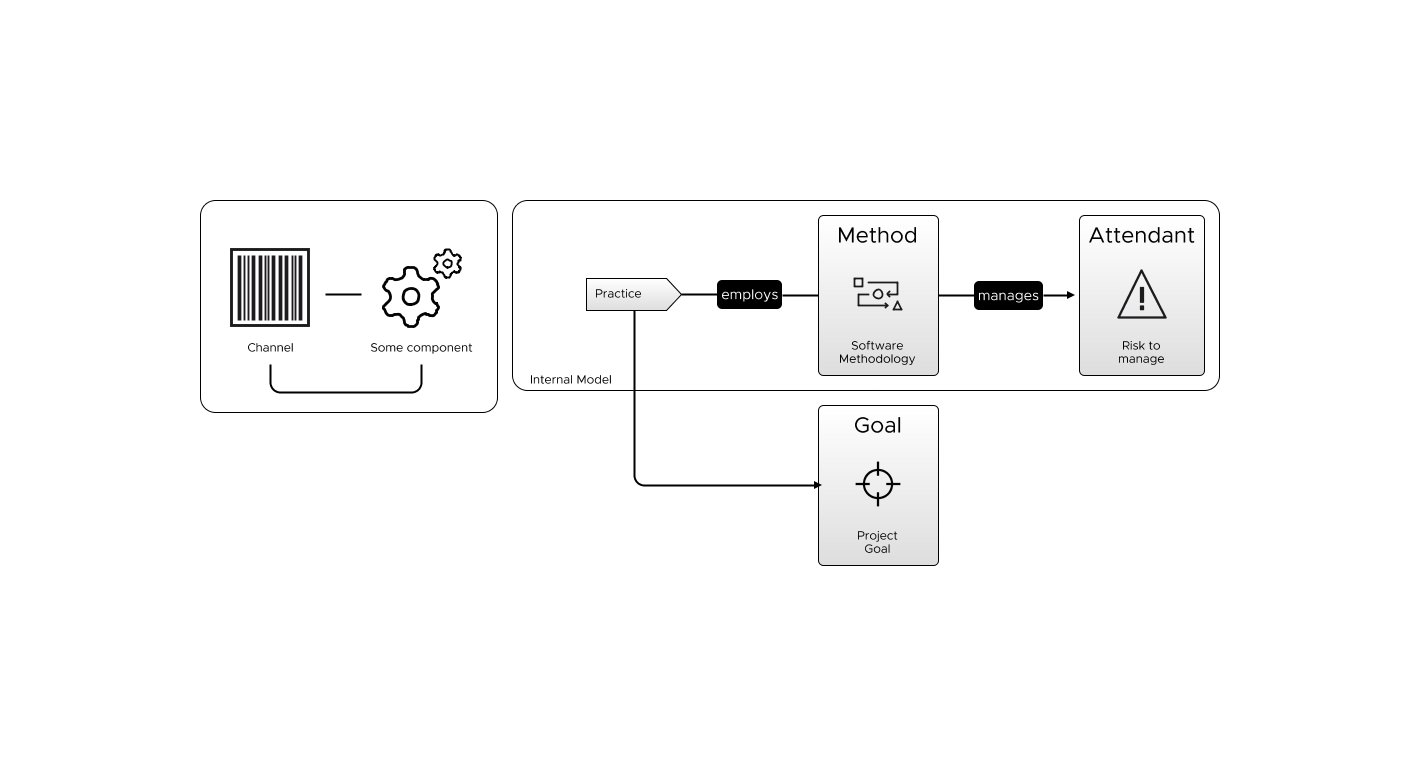 Channel
Some component
Practice
employs
Method
Software
Methodology
manages
Attendant
Risk to
manage
Internal Model
Goal
Project
Goal